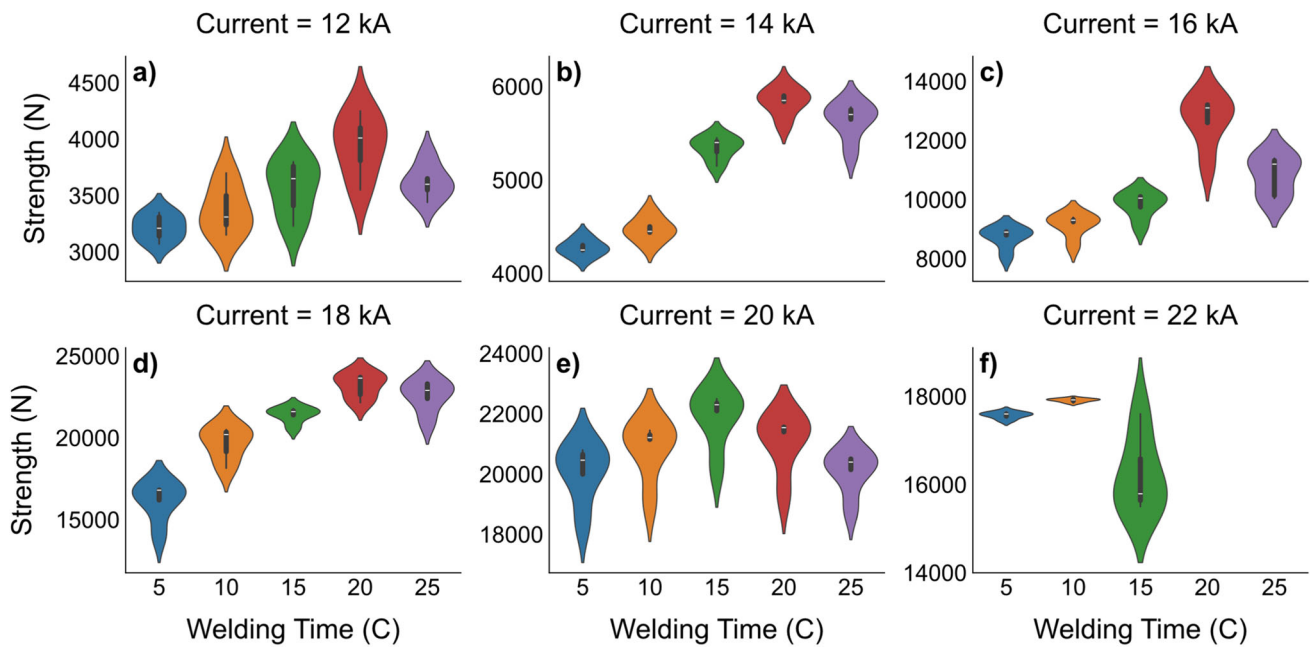 Current = 12 kA
Current = 14 kA
Current = 16 kA
a)
b)
c)
Strength (N)
4500
4000
3500
3000
6000
5000
4000
14000
12000
10000
8000
Current = 18 kA
Current = 20 kA
Current = 22 kA
d)
e)
f)
Strength (N)
25000
20000
15000
24000
22000
20000
18000
18000
16000
14000
5 10 15 20 25
5 10 15 20 25
5 10 15 20 25
Welding Time (C)
Welding Time (C)
Welding Time (C)